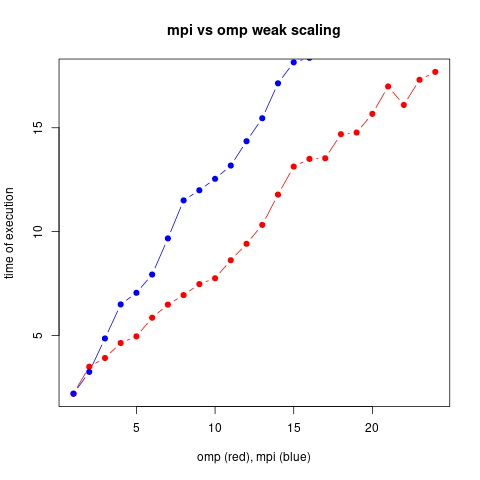 mpi vs omp weak scaling
time of execution
15
10
5
5 10 15 20
omp (red), mpi (blue)